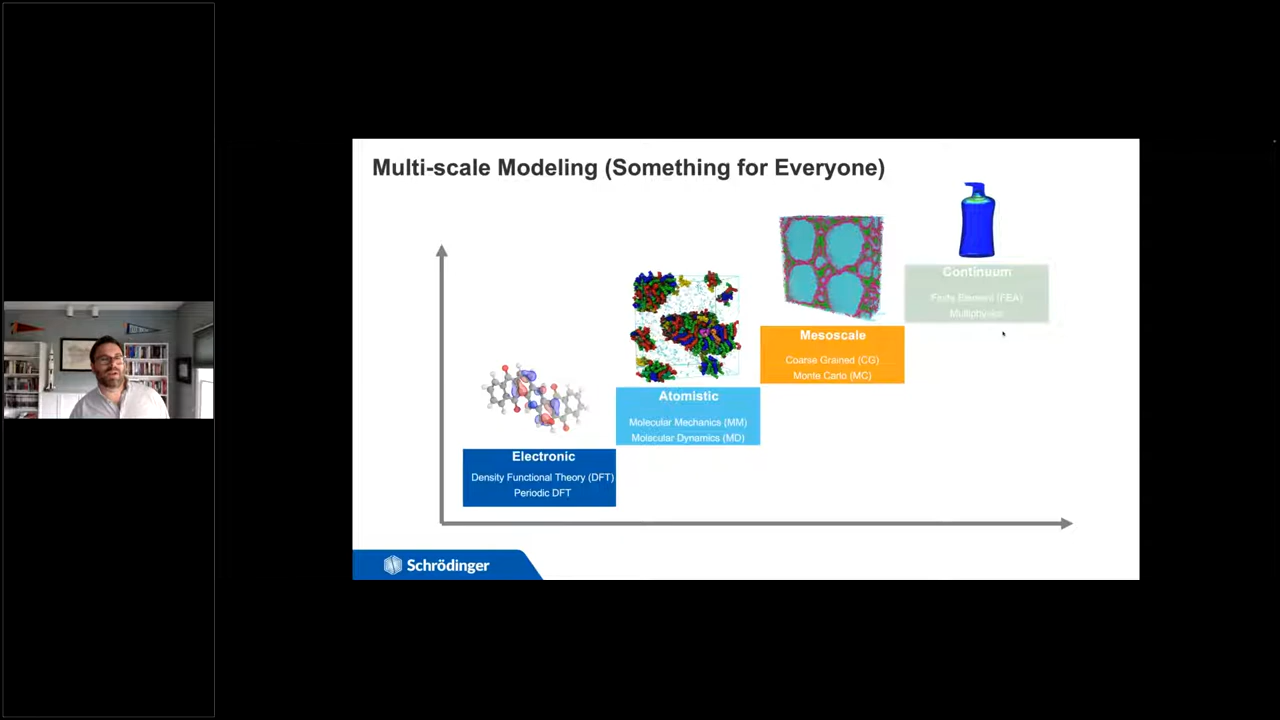 Multi-scale Modeling (Something for Everyone)
Continuum
Finite Element (FEA)
Multiphysics
Mesoscale
Coarse Grained (CG)
Monte Carlo (MC)
Atomistic
Molecular Mechanics (MM)
Molecular Dynamics (MD)
Electronic
Density Functional Theory (DFT)
Periodic DFT
Schrödinger